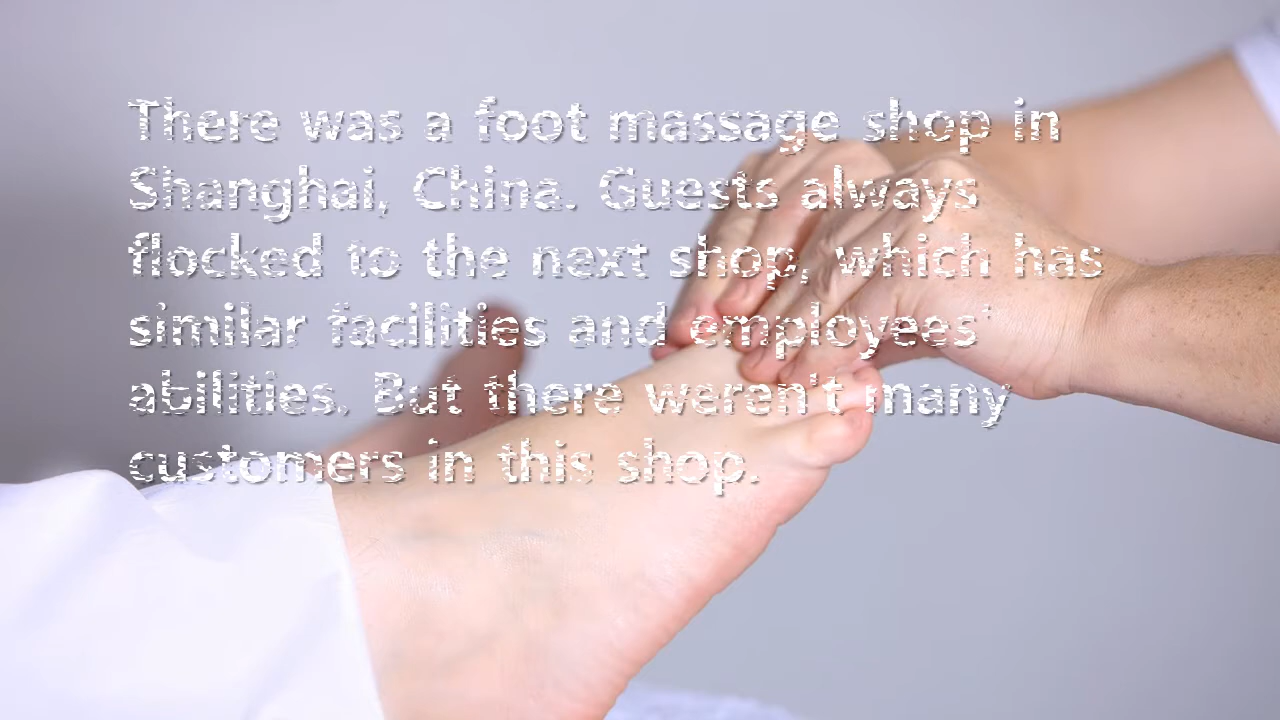 There was a foot massage shop in
Shanghai, China. Guests always
flocked to the next shop, which has
similar facilities and employees'
abilities. But there weren't many
customers in this shop.